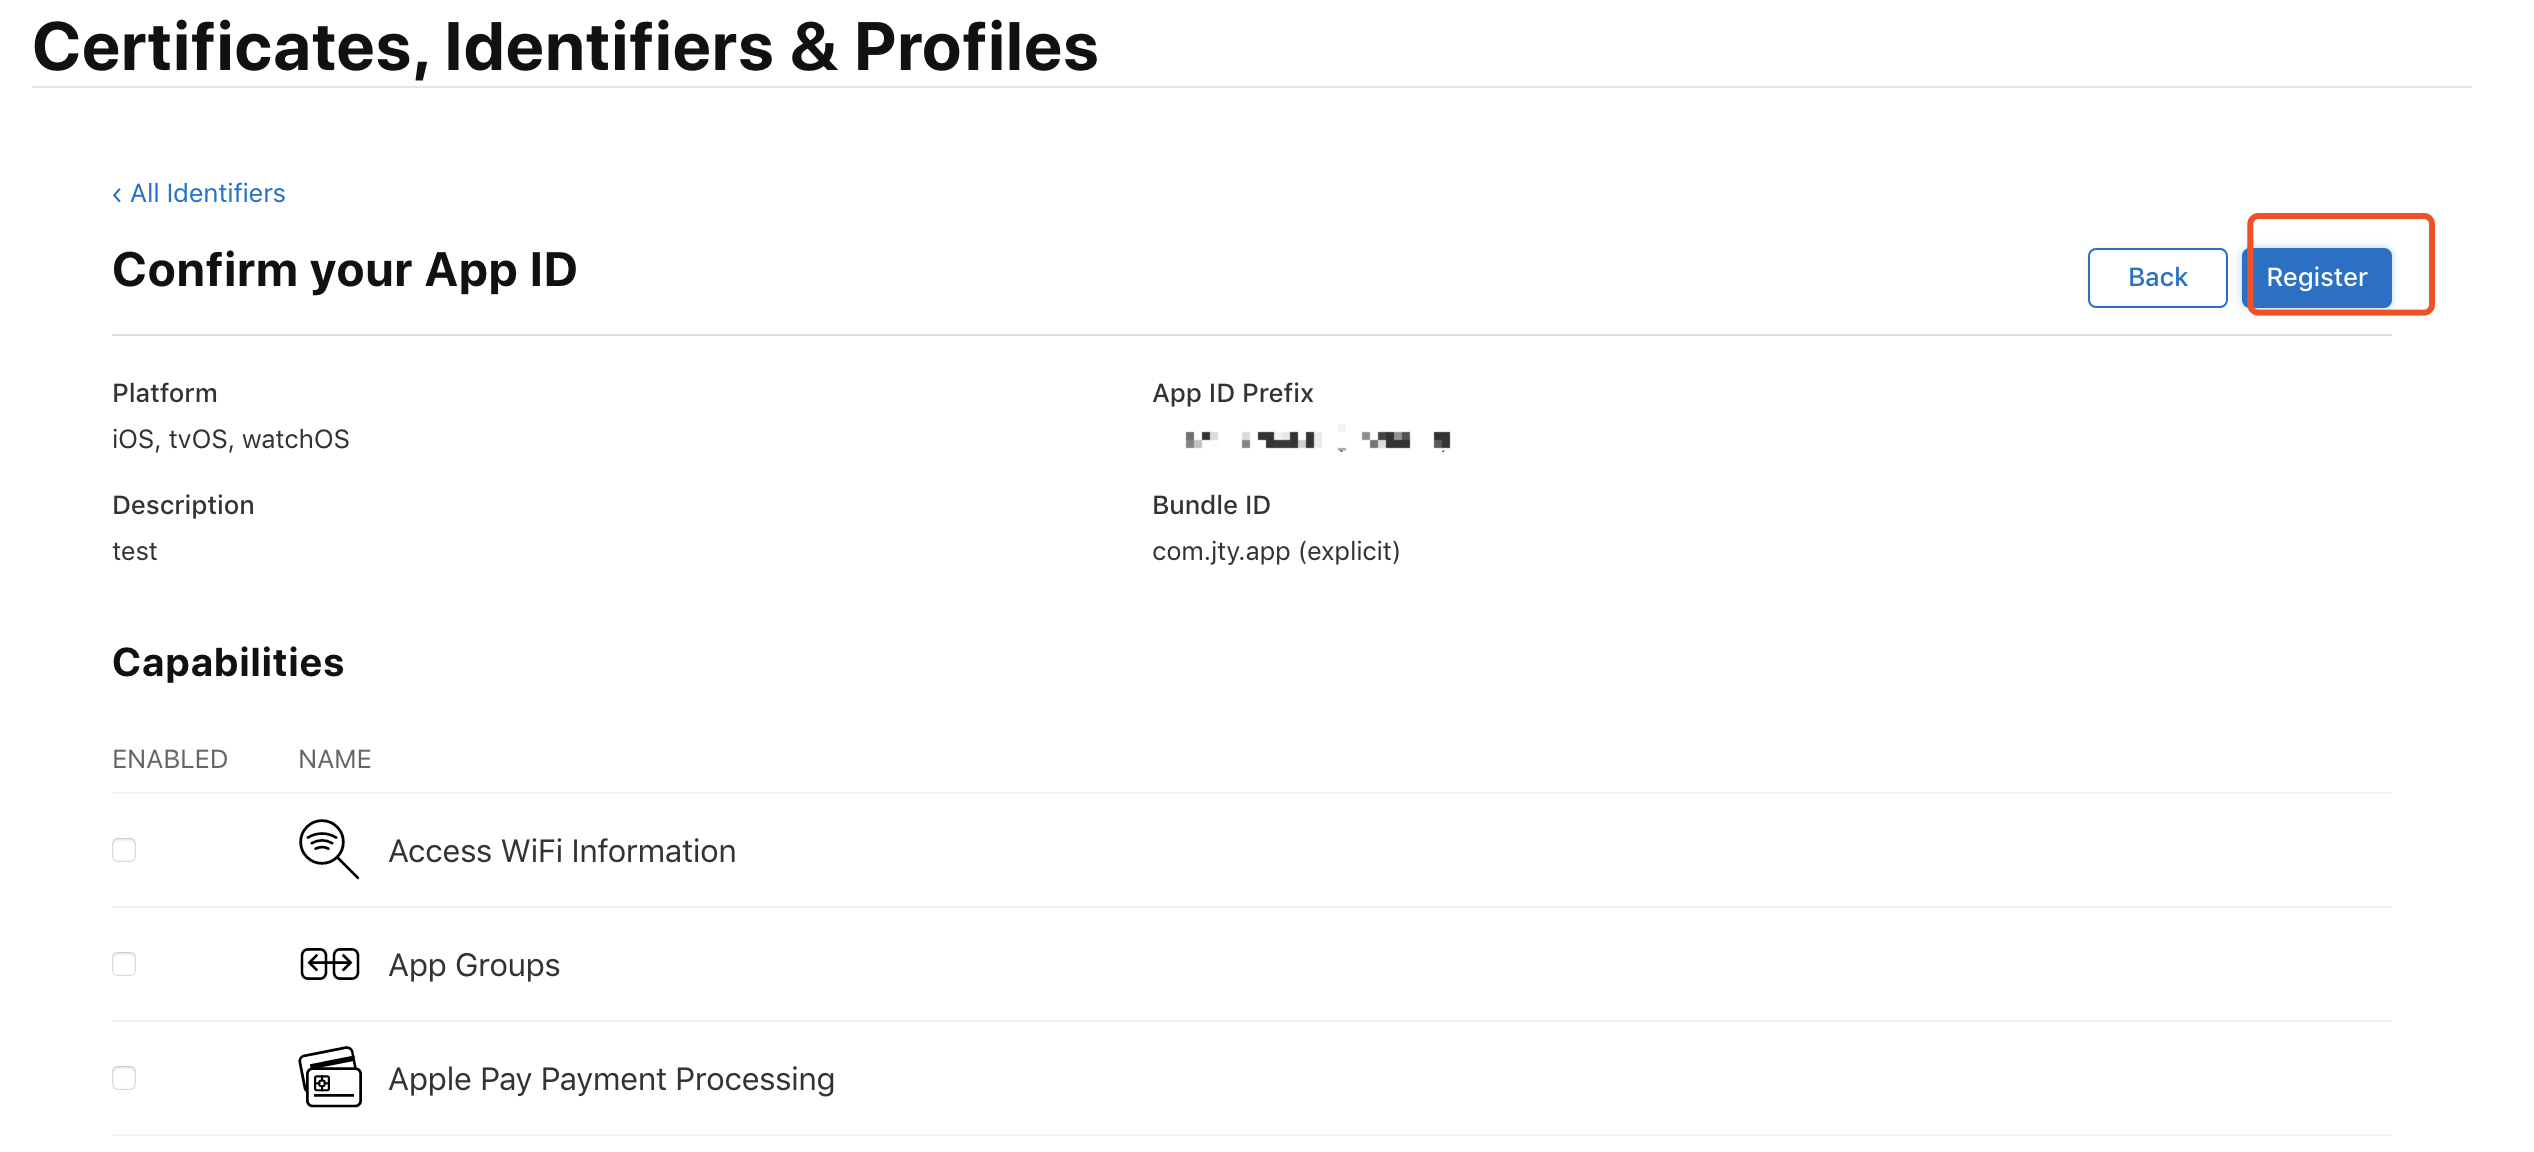 Certificates, Identifiers & Profiles
‹ All Identifiers
Confirm your App ID
Back
Register
Platform
App ID Prefix
iOS, tvOS, watchOS
Description
Bundle ID
test
com.jty.app (explicit)
Capabilities
ENABLED
NAME
Access WiFi Information
App Groups
Apple Pay Payment Processing